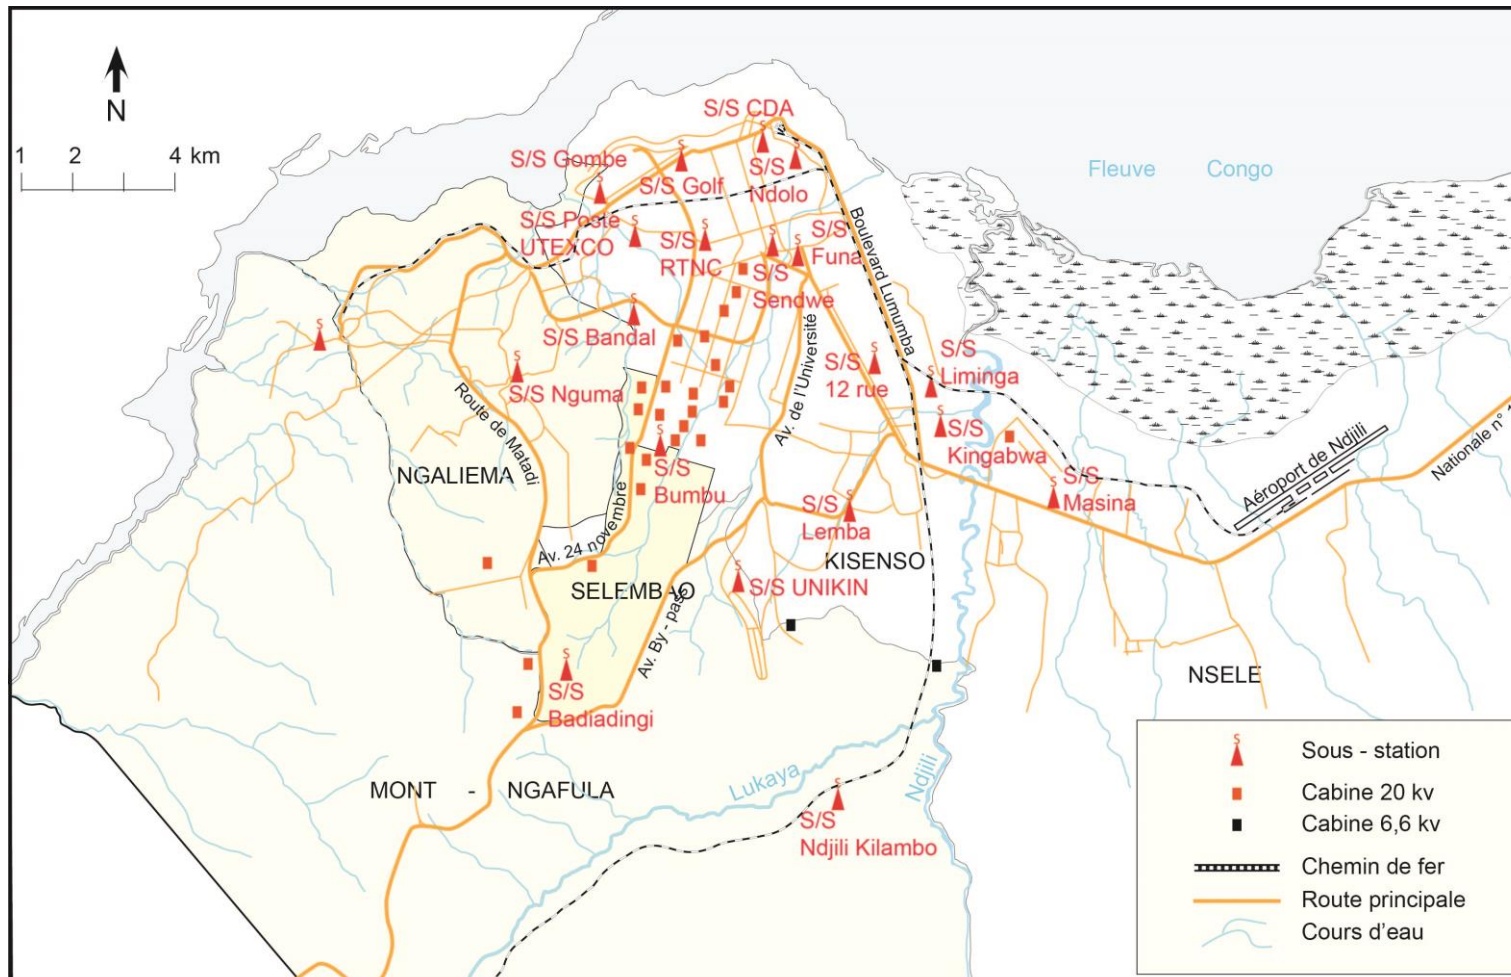 N
1 2 4 km
S/S CDA
S/S Gombe
S/S Golf
S/S
Ndolo
S/S Poste
UTEXCO
S/S
RTNC
S/S
Sendwe
S/S
Funa
Fleuve Congo
Boulevard Lumumba
S/S Bandal
S/S Nguma
Route de Matadi
Av. de l'Université
S/S
12 rue
S/S
Liminga
S/S
Kingabwa
S/S
Masina
Aéroport de Ndjili
Nationale n°
NGALIEMA
S/S
Bumbu
Av. 24 novembre
S/S
Lemba
KISENSO
SELEMBAO
S/S UNIKIN
Av. By - pass
S/S
Badiadingi
NSELE
MONT - NGAFULA
Lukaya
Ndjili
S/S
Ndjili Kilambo
S
Sous - station
Cabine 20 kv
Cabine 6,6 kv
Chemin de fer
Route principale
Cours d'eau